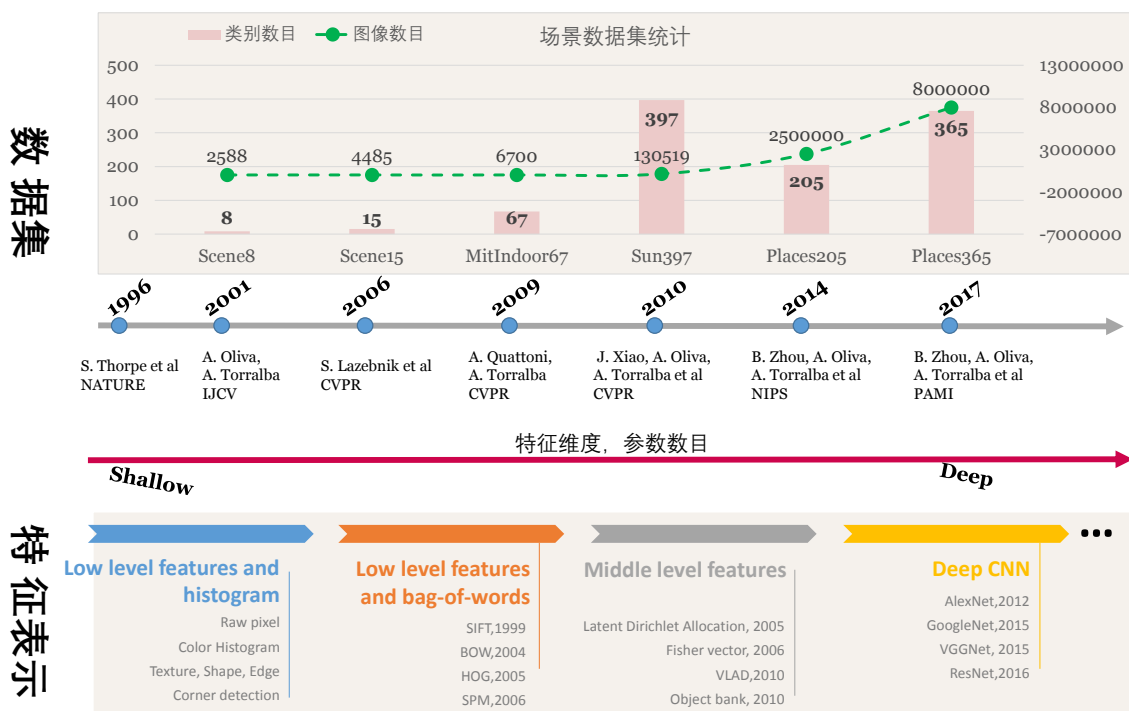 类别数目
图像数目
场景数据集统计
500
400
300
200
100
0
13000000
8000000
3000000
-2000000
-7000000
2588
4485
6700
130519
2500000
8000000
8
15
67
397
205
365
Scene8
Scene15
MitIndoor67
Sun397
Places205
Places365
数据集
1996
2001
2006
2009
2010
2014
2017
S. Thorpe et al
NATURE
A. Oliva,
A. Torralba
IJCV
S. Lazebnik et al
CVPR
A. Quattoni,
A. Torralba
CVPR
J. Xiao, A. Oliva,
A. Torralba et al
CVPR
B. Zhou, A. Oliva,
A. Torralba et al
NIPS
B. Zhou, A. Oliva,
A. Torralba et al
PAMI
特征维度，参数数目
Shallow
Deep
特征表示
Low level features and
histogram
Raw pixel
Color Histogram
Texture, Shape, Edge
Corner detection
Low level features
and bag-of-words
SIFT,1999
BOW,2004
HOG,2005
SPM,2006
Middle level features
Latent Dirichlet Allocation, 2005
Fisher vector, 2006
VLAD,2010
Object bank, 2010
Deep CNN
AlexNet,2012
GoogleNet,2015
VGGNet, 2015
ResNet,2016
...